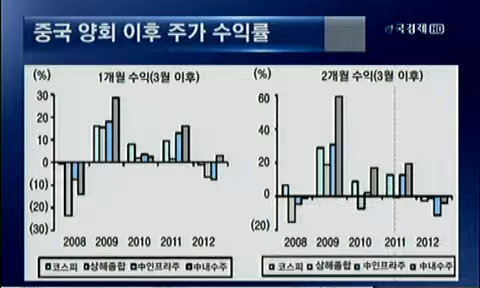 중국 양회 이후 주가 수익률
한국경제 HD
(%)
1개월 수익(3월 이후)
30
20
10
0
(10)
(20)
(30)
2008 2009 2010 2011 2012
코스피 상해종합 中인프라주 中내수주
(%)
2개월 수익(3월 이후)
60
40
20
0
(20)
2008 2009 2010 2011 2012
코스피 상해종합 中인프라주 中내수주